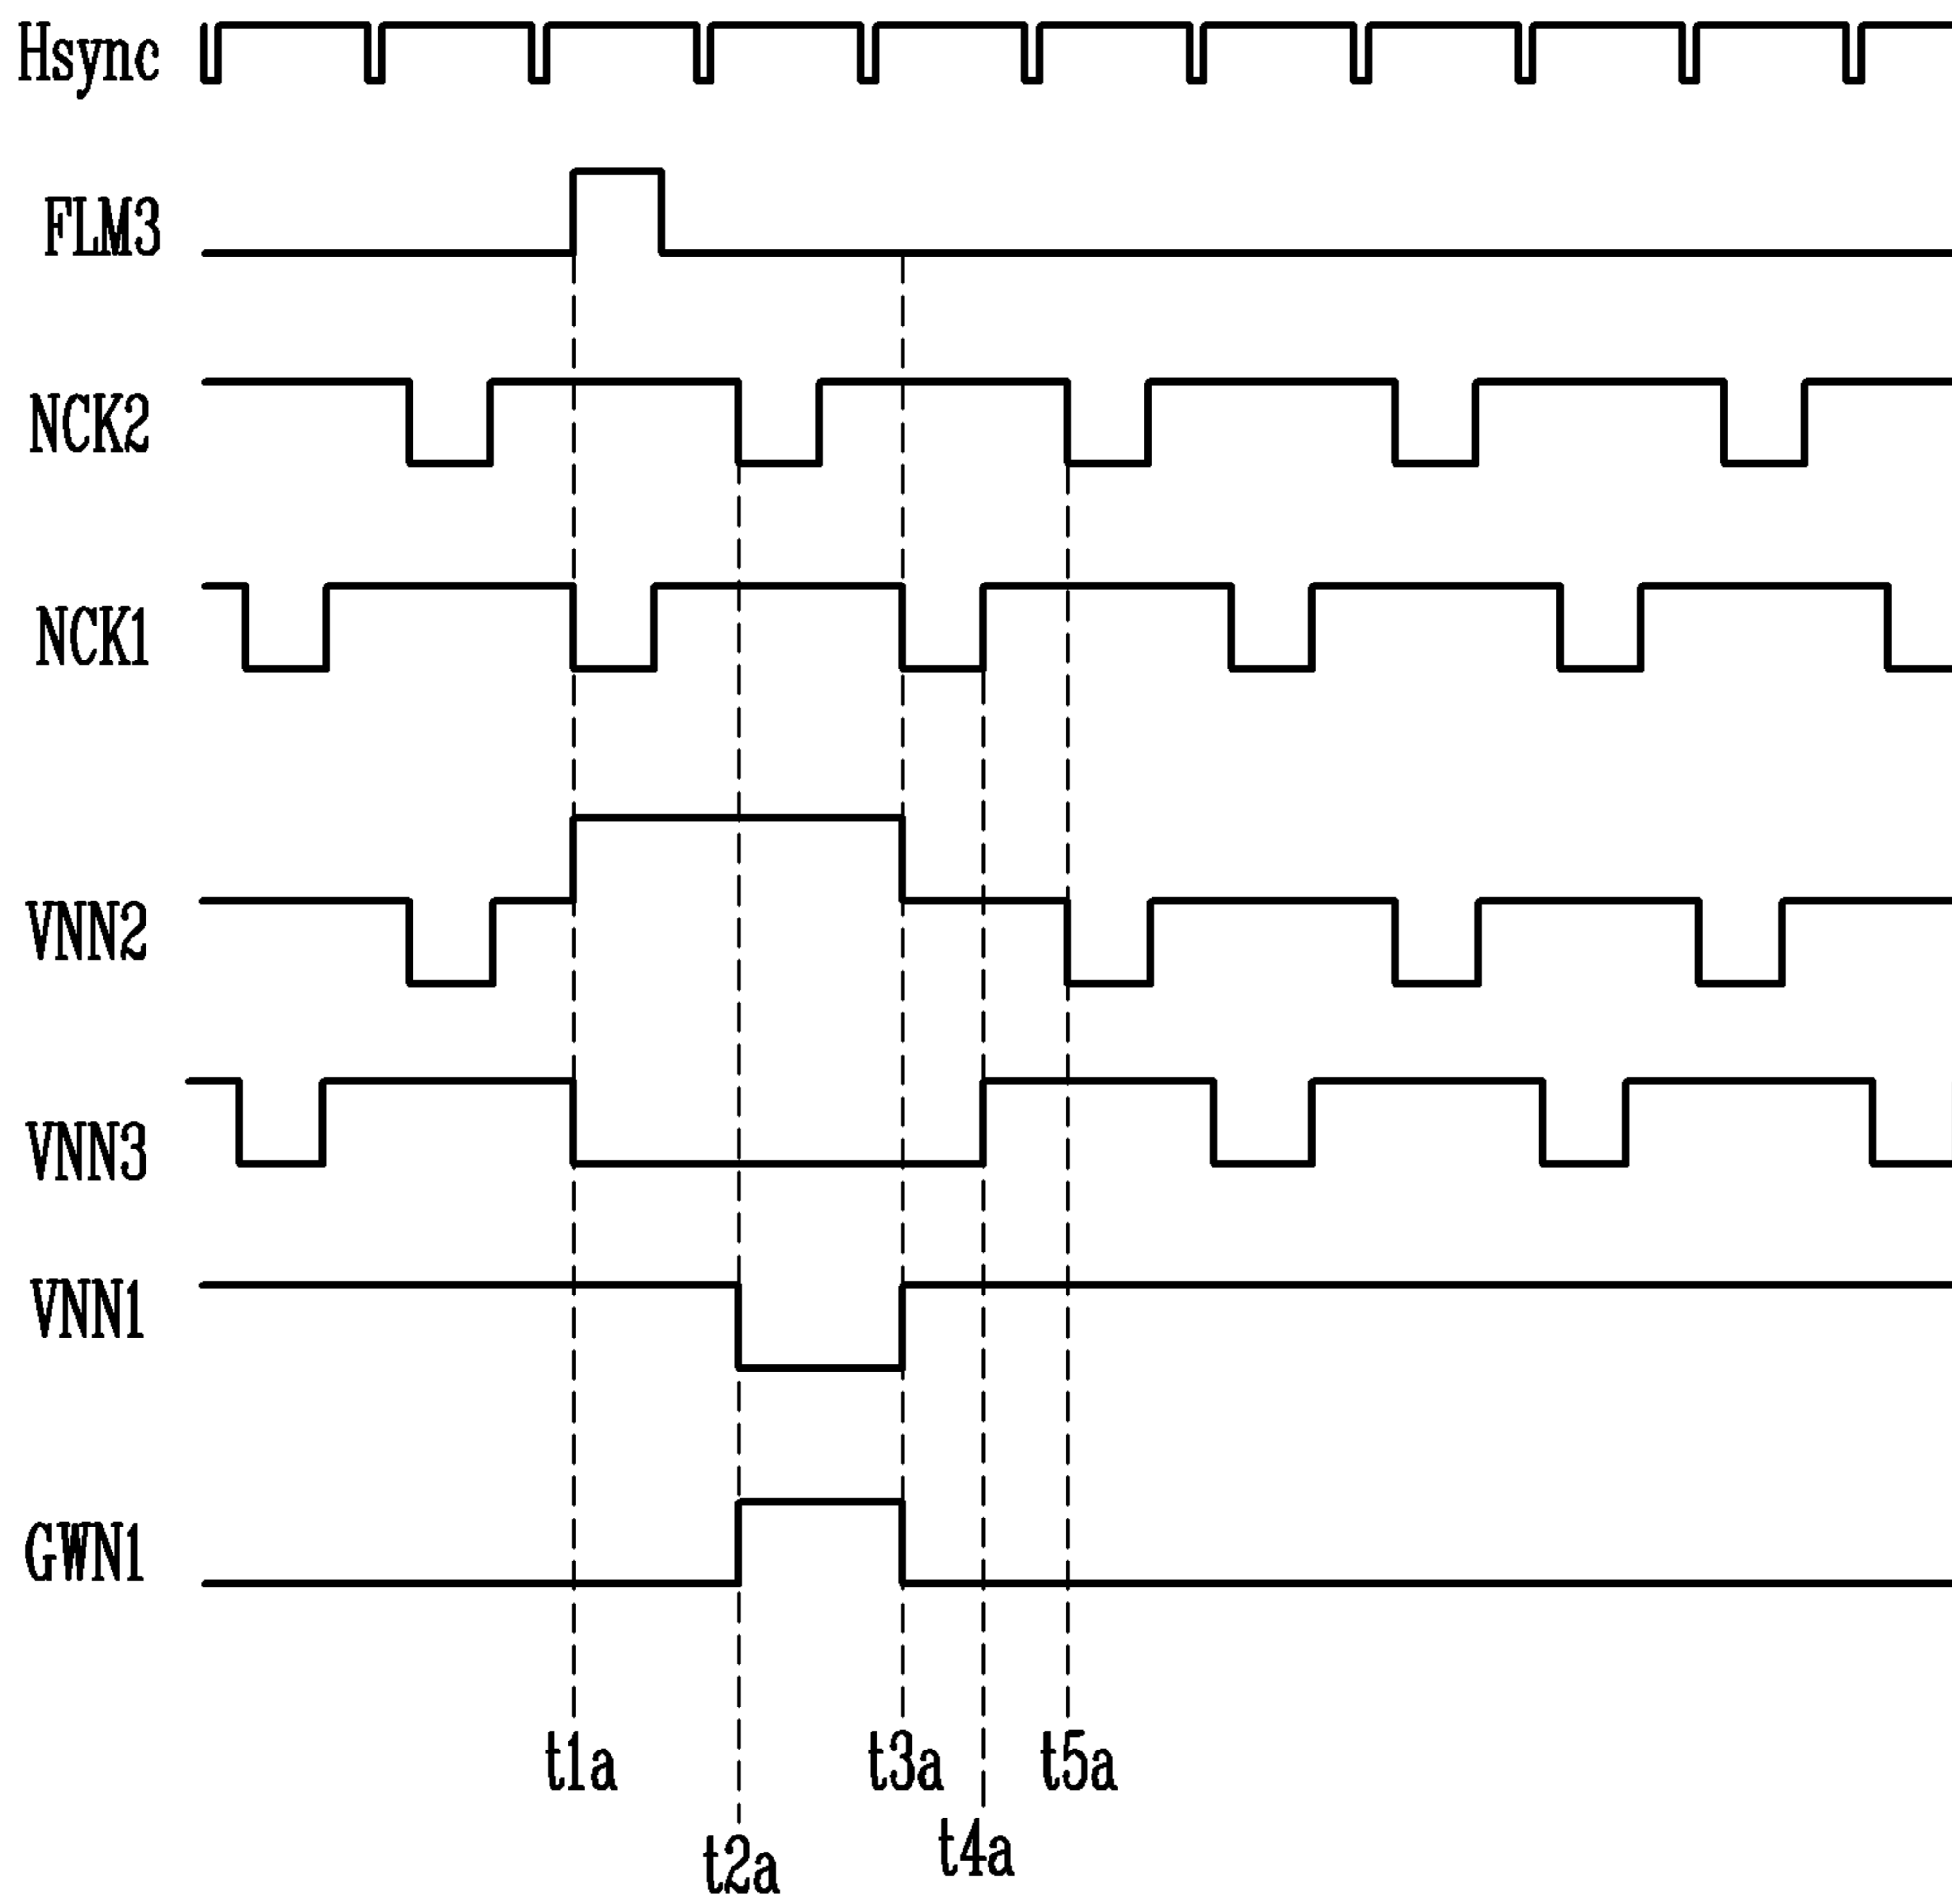 Hsync
FLM3
NCK2
NCK1
VNN2
VNN3
VNN1
GWN1
t1a
t3a
t5a
t2a
t4a